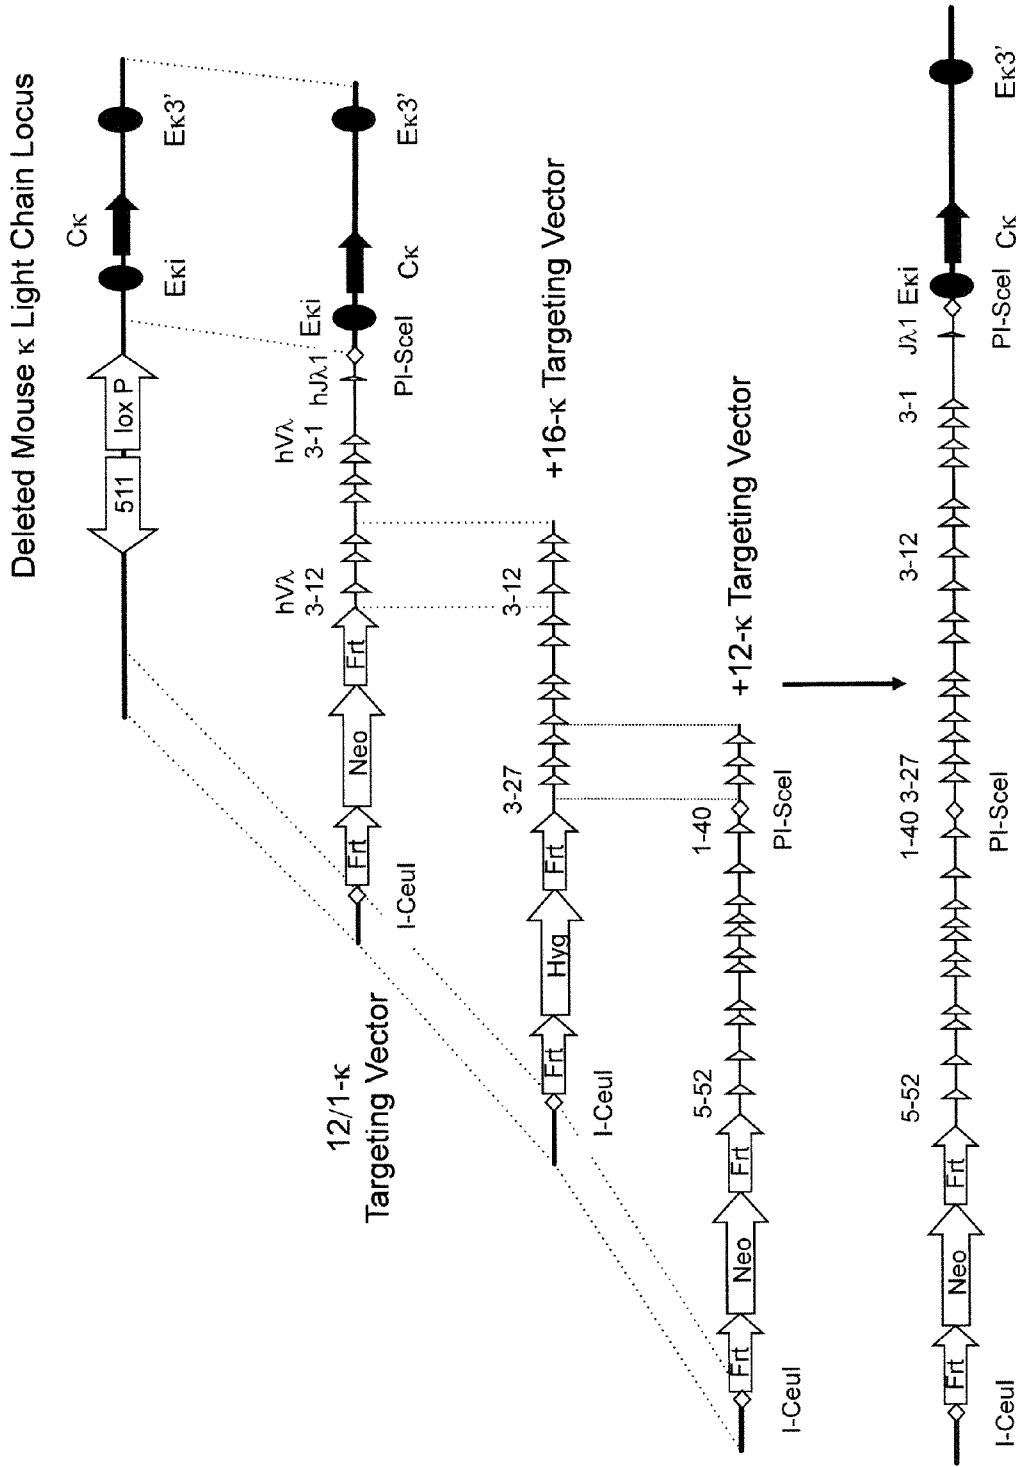 Deleted Mouse κ Light Chain Locus
511
lox P
Eκi
Cκ
Eκ3'
12/1-κ
Targeting Vector
I-CeuI
Frt
Neo
Frt
hVλ
3-12
hVλ
3-1
hJλ1
PI-SceI
Eκi
Cκ
Eκ3'
+16-κ Targeting Vector
I-CeuI
Frt
Hyg
Frt
3-27
3-12
+12-κ Targeting Vector
I-CeuI
Frt
Neo
Frt
5-52
1-40
PI-SceI
I-CeuI
Frt
Neo
Frt
5-52
1-40 3-27
PI-SceI
3-12
3-1
Jλ1
Eκi
PI-SceI
Cκ
Eκ3'